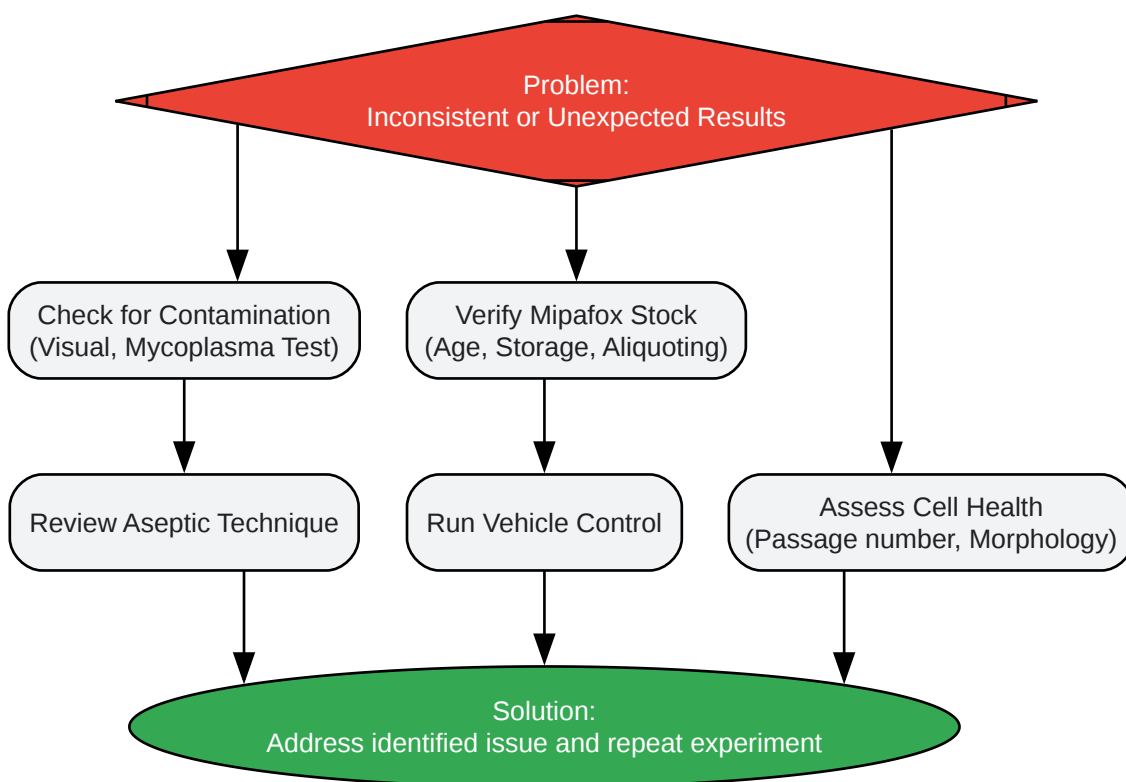 Problem:
Inconsistent or Unexpected Results
Check for Contamination
(Visual, Mycoplasma Test)
Verify Mipafox Stock
(Age, Storage, Aliquoting)
Review Aseptic Technique
Run Vehicle Control
Assess Cell Health
(Passage number, Morphology)
Solution:
Address identified issue and repeat experiment